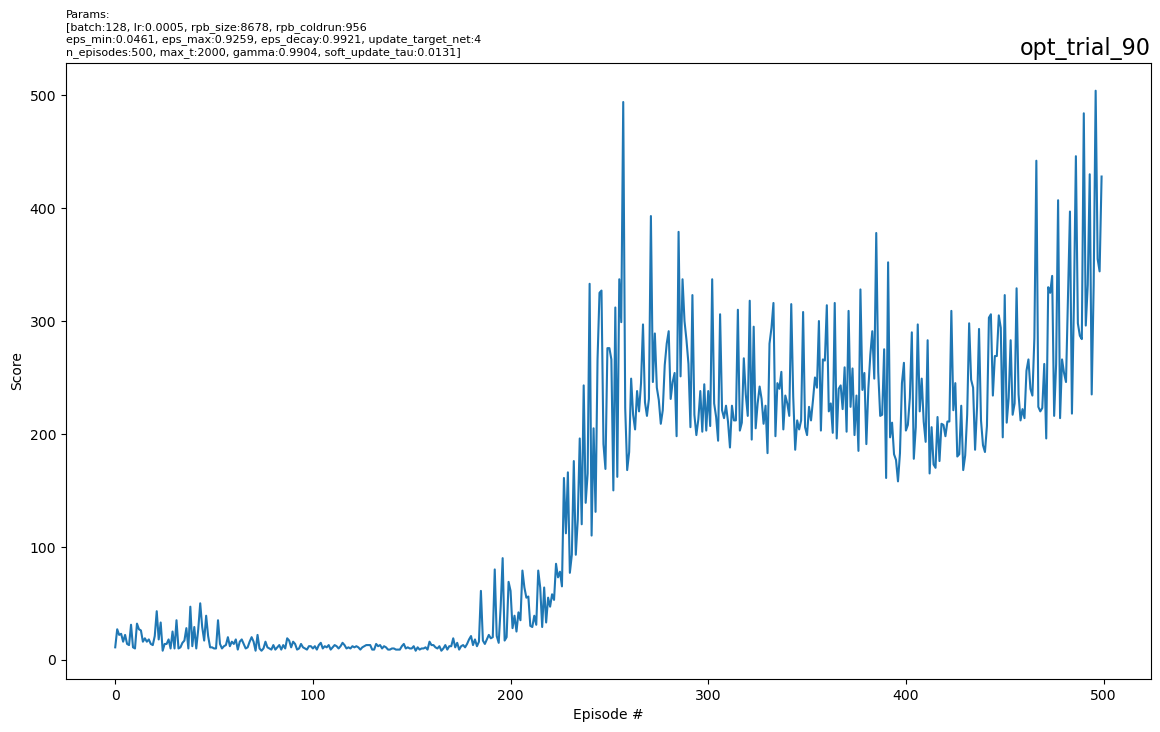 Params:
[batch:128, lr:0.0005, rpb_size:8678, rpb_coldrun:956
eps_min:0.0461, eps_max:0.9259, eps_decay:0.9921, update_target_net:4
n_episodes:500, max_t:2000, gamma:0.9904, soft_update_tau:0.0131]
opt_trial_90
500
400
300
200
100
0
Score
0 100 200 300 400 500
Episode #